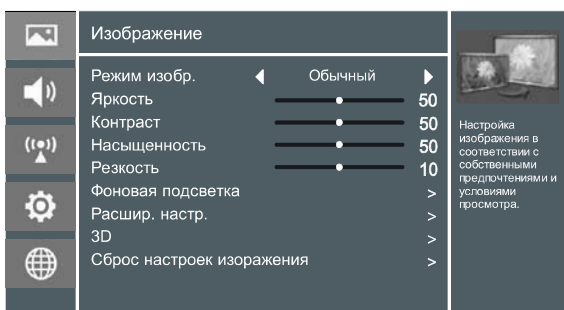 Изображение
Режим изобр. Обычный
Яркость 50
Контраст 50
Насыщенность 50
Резкость 10
Фоновая подсветка >
Расшир. настр. >
3D >
Сброс настроек изоражения >
Настройка
изображения в
соответствии с
собственными
предпочтениями и
условиями
просмотра.